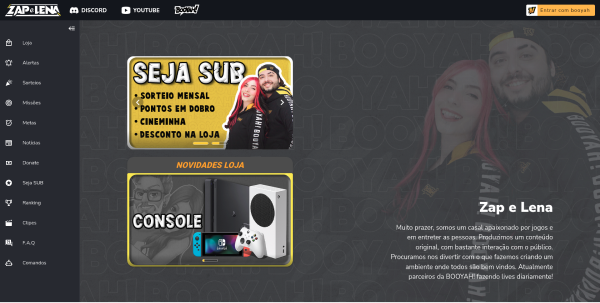 ZAP e LENA
DISCORD
YOUTUBE
BOOYAH!
Entrar com booyah
Loja
Alertas
Sorteios
Missões
Metas
Notícias
Donate
Seja SUB
Ranking
Clipes
F.A.Q
Comandos
SEJA SUB
• SORTEIO MENSAL
• PONTOS EM DOBRO
• CINEMINHA
• DESCONTO NA LOJA
NOVIDADES LOJA
CONSOLE
Zap e Lena
Muito prazer, somos um casal apaixonado por jogos e
em entreter as pessoas. Produzimos um conteúdo
original, com bastante interação com o público.
Procuramos nos divertir com o que fazemos criando um
ambiente onde todos são bem vindos. Atualmente
parceiros da BOOYAH! fazendo lives diariamente!